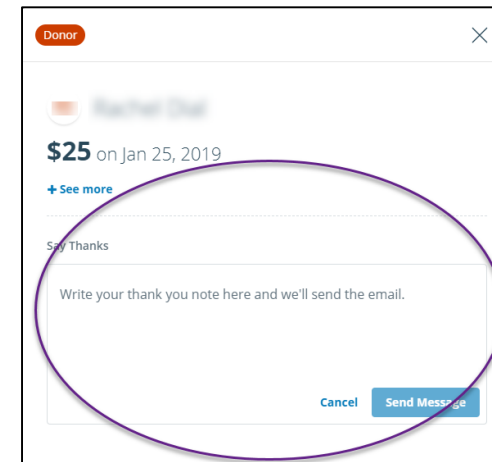 Donor
$25 on Jan 25, 2019
+ See more
Say Thanks
Write your thank you note here and we'll send the email.
Cancel
Send Message